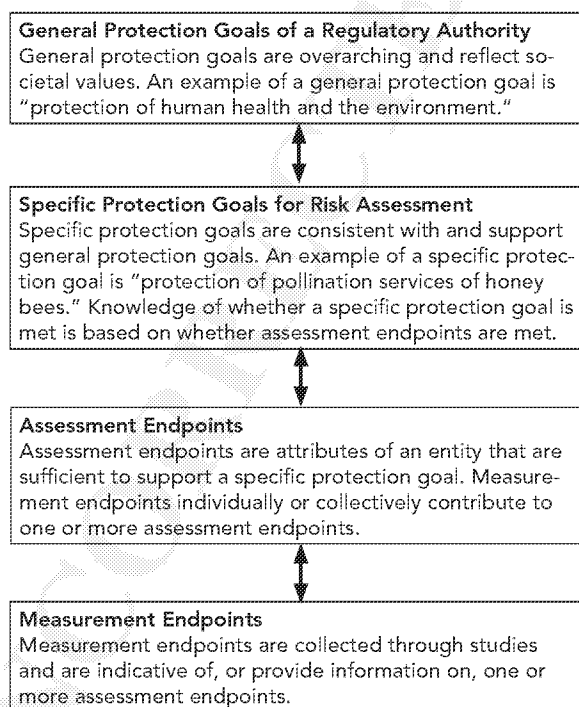 General Protection Goals of a Regulatory Authority
General protection goals are overarching and reflect so-
cietal values. An example of a general protection goal is
“protection of human health and the environment.”
Specific Protection Goals for Risk Assessment
Specific protection goals are consistent with and support
general protection goals. An example of a specific protec-
tion goal is “protection of pollination services of honey
bees.” Knowledge of whether a specific protection goal is
met is based on whether assessment endpoints are met.
Assessment Endpoints
Assessment endpoints are attributes of an entity that are
sufficient to support a specific protection goal. Measure-
ment endpoints individually or collectively contribute to
one or more assessment endpoints.
Measurement Endpoints
Measurement endpoints are collected through studies
and are indicative of, or provide information on, one or
more assessment endpoints.